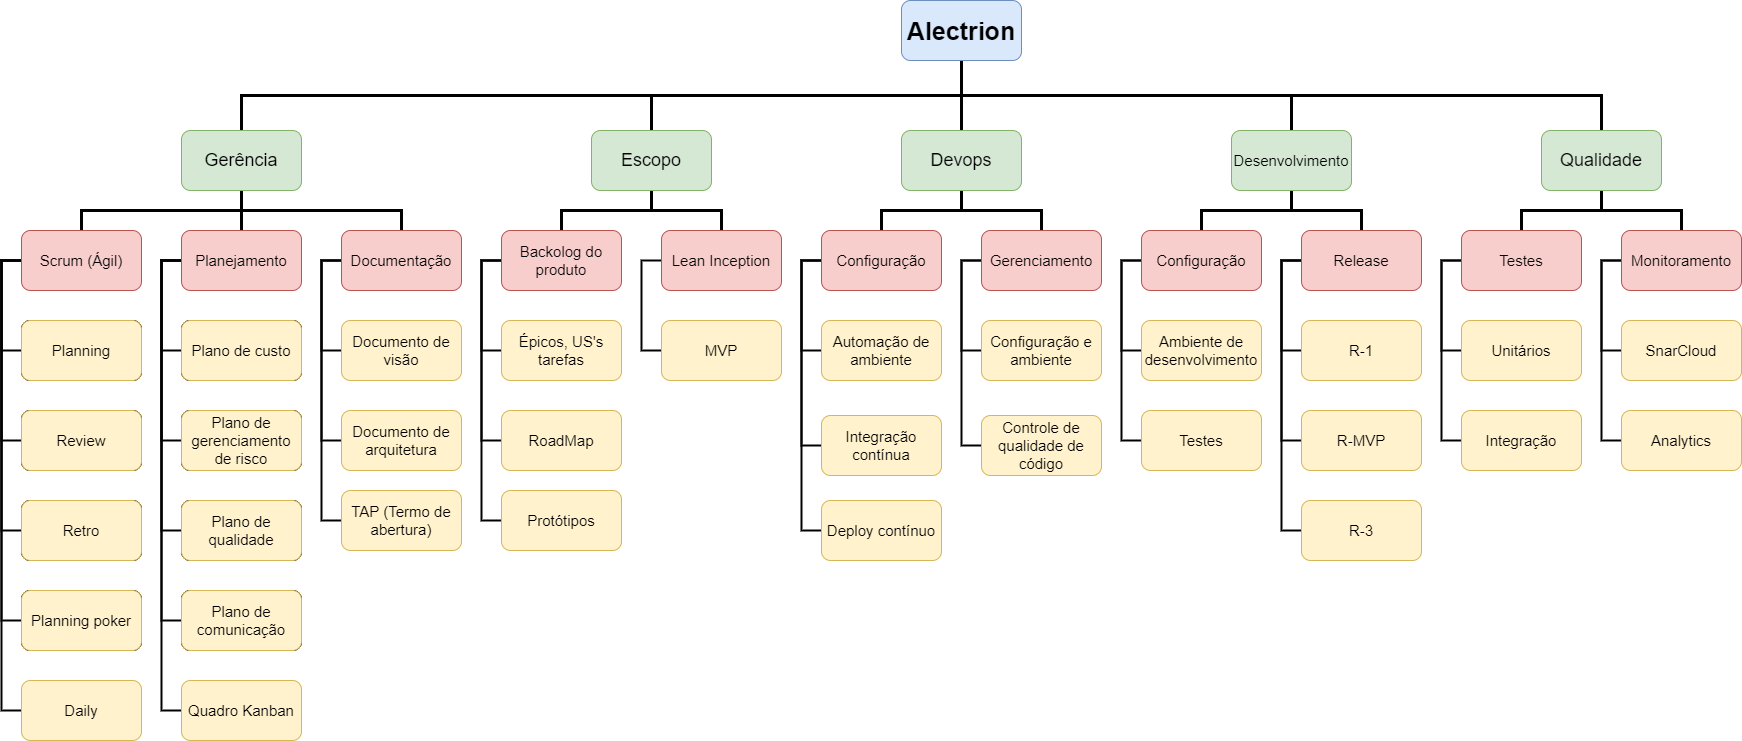 Alectrion
Gerência
Escopo
Devops
Desenvolvimento
Qualidade
Scrum (Ágil)
Planejamento
Documentação
Backolog do
produto
Lean Inception
Configuração
Gerenciamento
Configuração
Release
Testes
Monitoramento
Planning
Plano de custo
Documento de
visão
Épicos, US's
tarefas
MVP
Automação de
ambiente
Configuração e
ambiente
Ambiente de
desenvolvimento
R-1
Unitários
SnarCloud
Review
Plano de
gerenciamento
de risco
Documento de
arquitetura
RoadMap
Integração
contínua
Controle de
qualidade de
código
Testes
R-MVP
Integração
Analytics
Retro
Plano de
qualidade
TAP (Termo de
abertura)
Protótipos
Deploy contínuo
R-3
Planning poker
Plano de
comunicação
Daily
Quadro Kanban